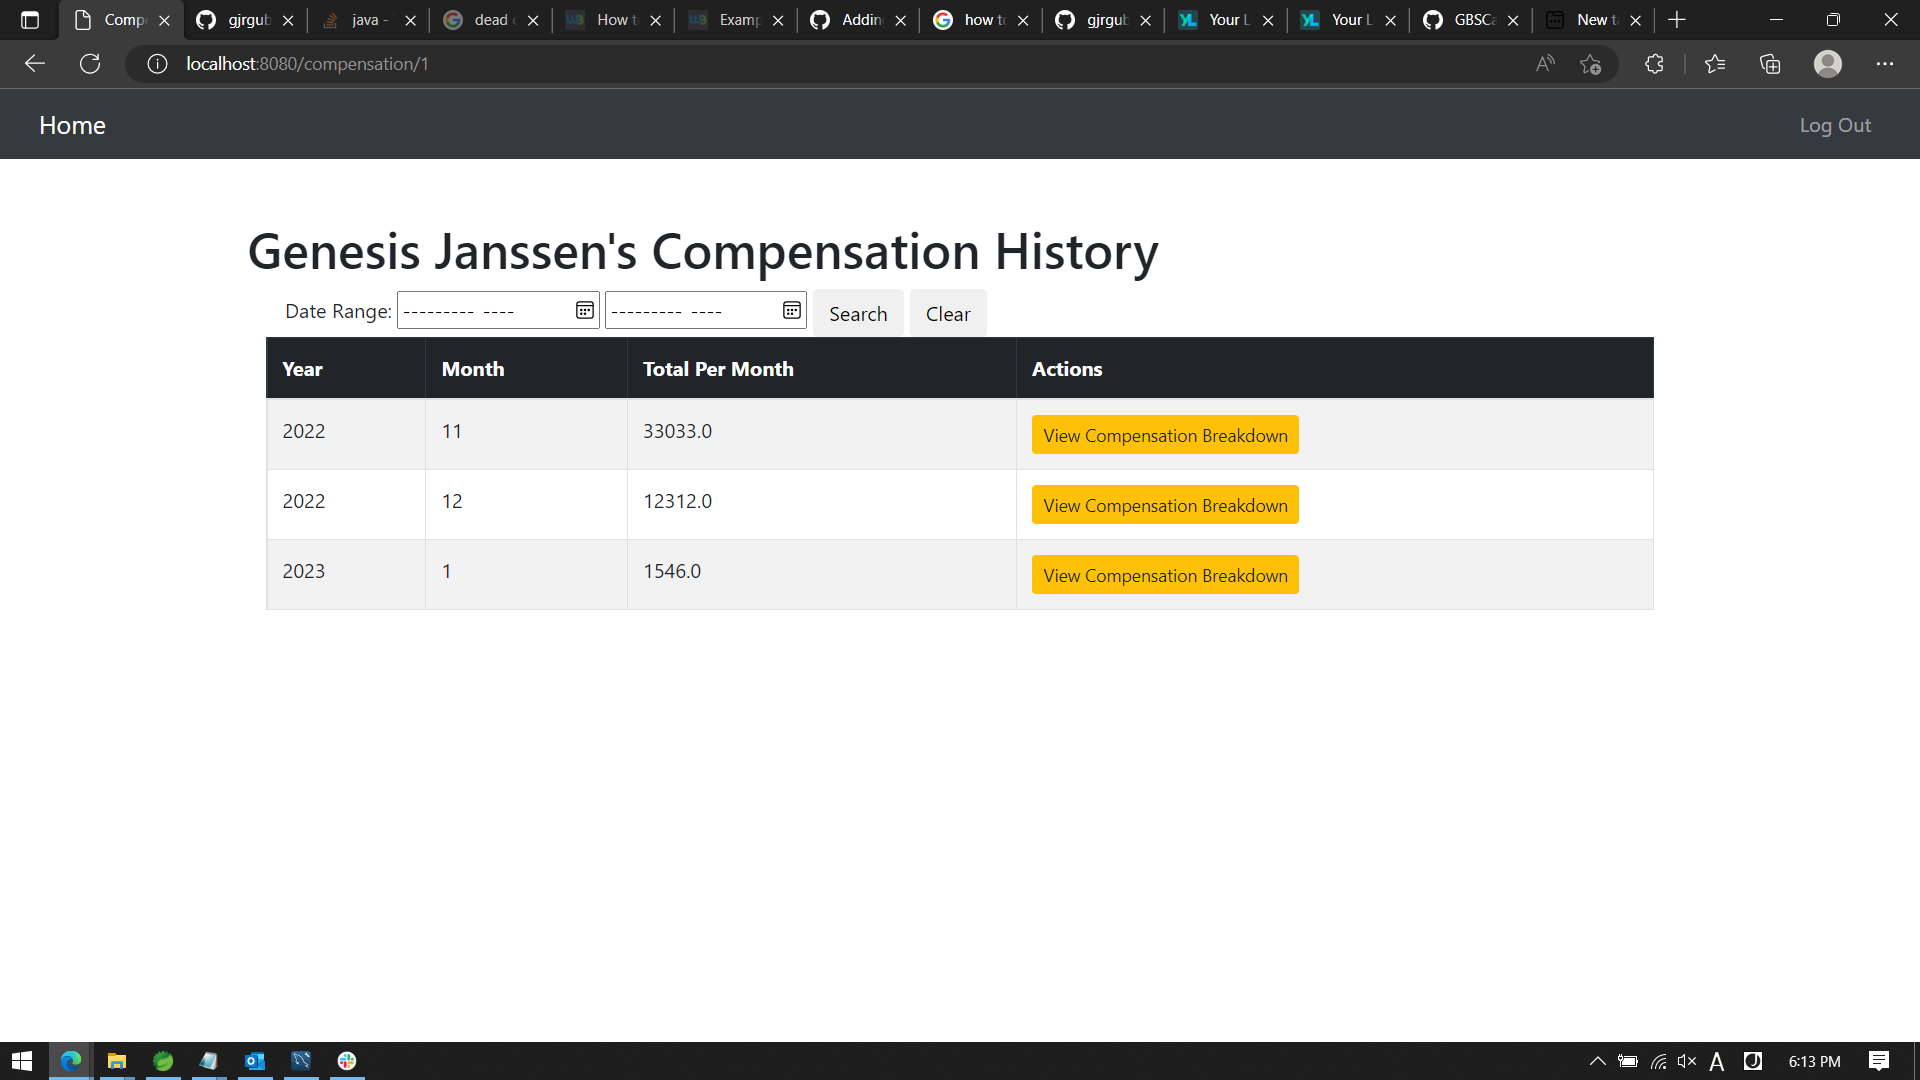 Comp
gjrgub
java -
dead
How t
Examp
Addin
how to
gjrgub
Your L
Your L
GBSCa
New ta
localhost:8080/compensation/1
Home
Log Out
Genesis Janssen's Compensation History
Date Range: --------- ---- --------- ---- Search Clear
Year Month Total Per Month Actions
2022 11 33033.0 View Compensation Breakdown
2022 12 12312.0 View Compensation Breakdown
2023 1 1546.0 View Compensation Breakdown
6:13 PM